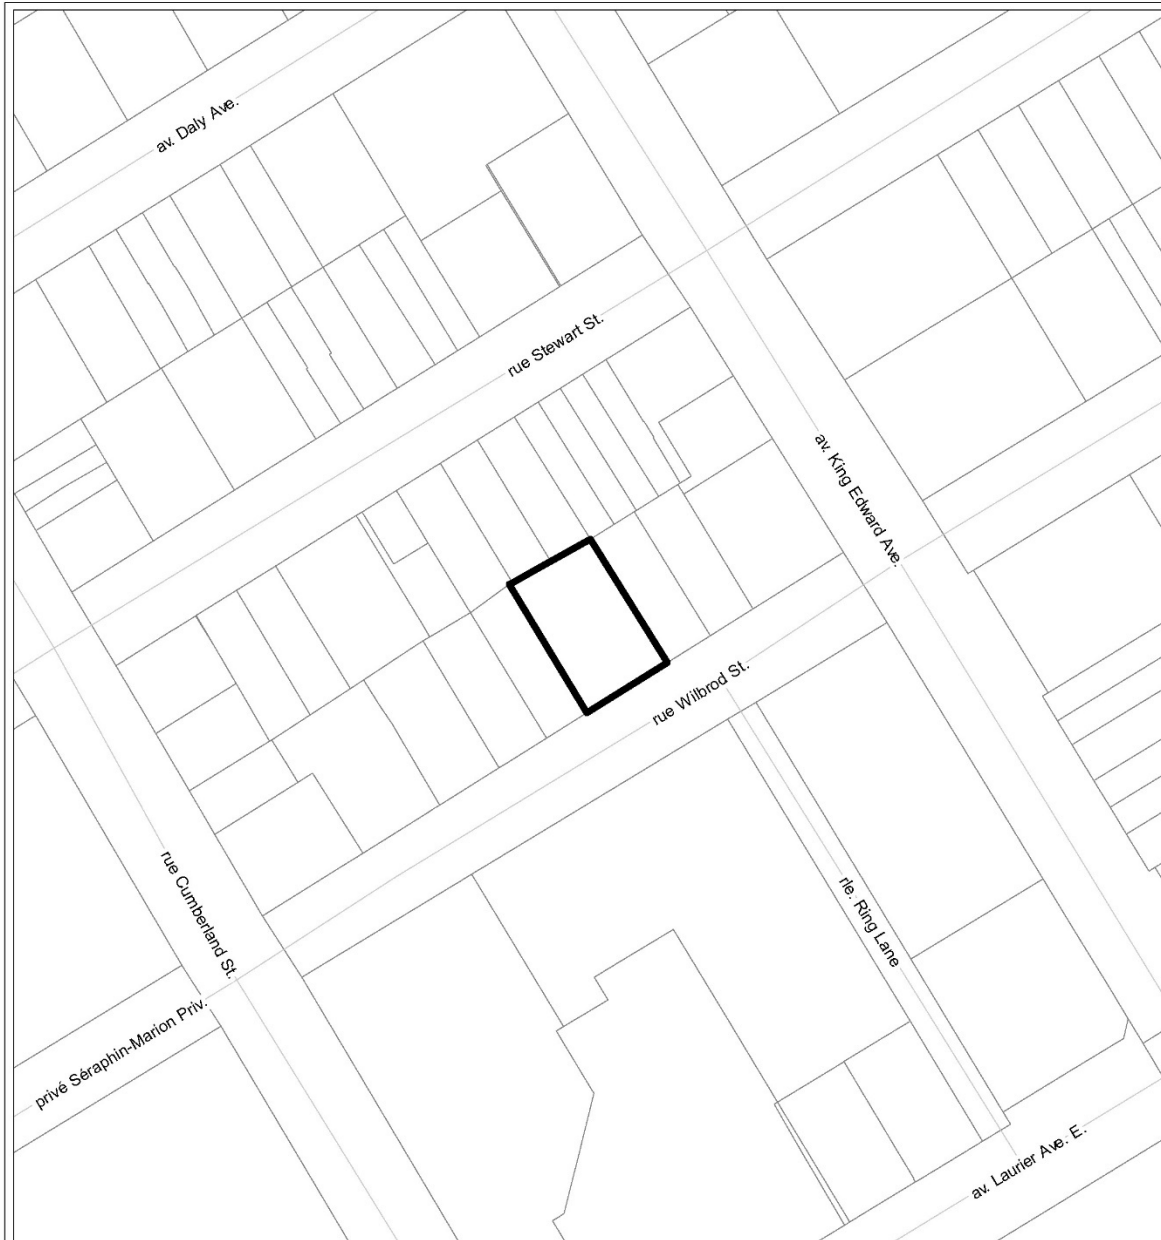 av. Daly Ave.
rue Stewart St.
av. King Edward Ave.
rue Wilbrod St.
rue Cumberland St.
rle. Ring Lane
privé Séraphin-Marion Priv.
av. Laurier Ave. E.